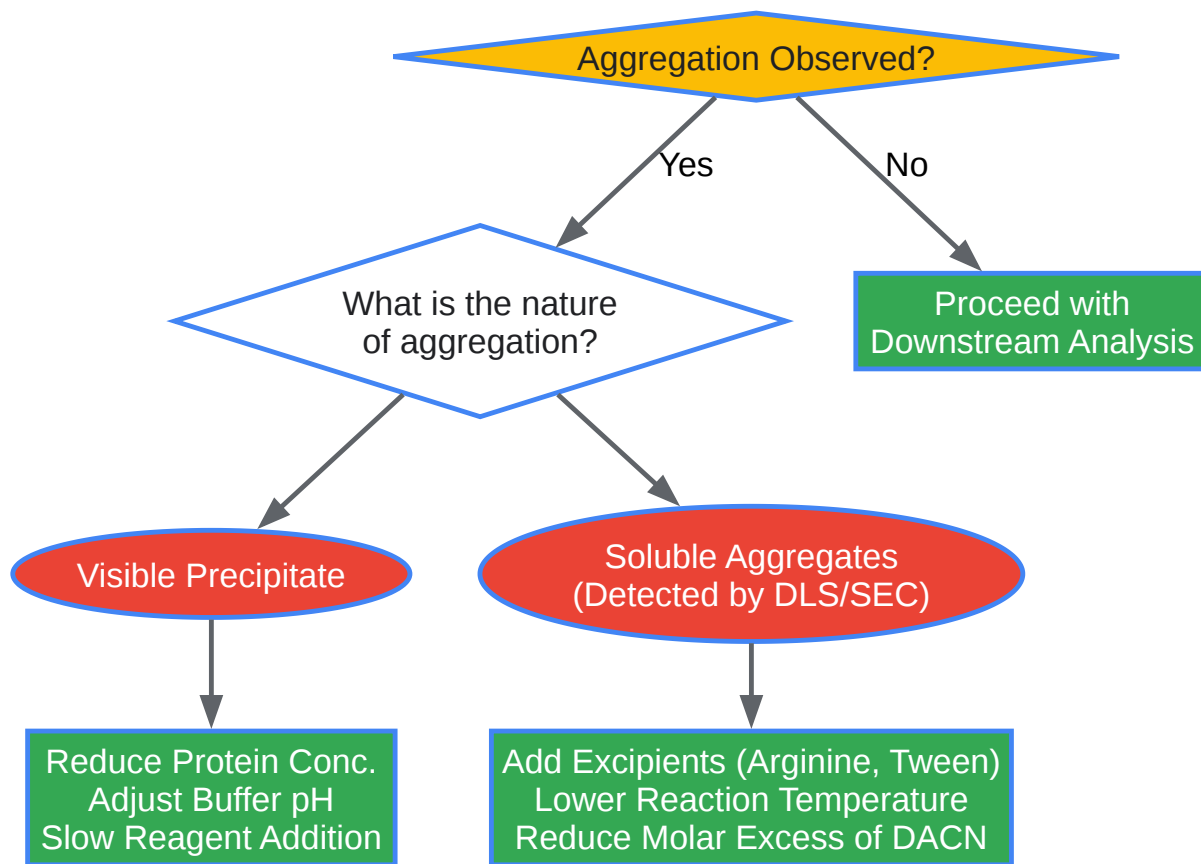 Aggregation Observed?
Yes
No
What is the nature
of aggregation?
Proceed with
Downstream Analysis
Visible Precipitate
Soluble Aggregates
(Detected by DLS/SEC)
Reduce Protein Conc.
Adjust Buffer pH
Slow Reagent Addition
Add Excipients (Arginine, Tween)
Lower Reaction Temperature
Reduce Molar Excess of DACN